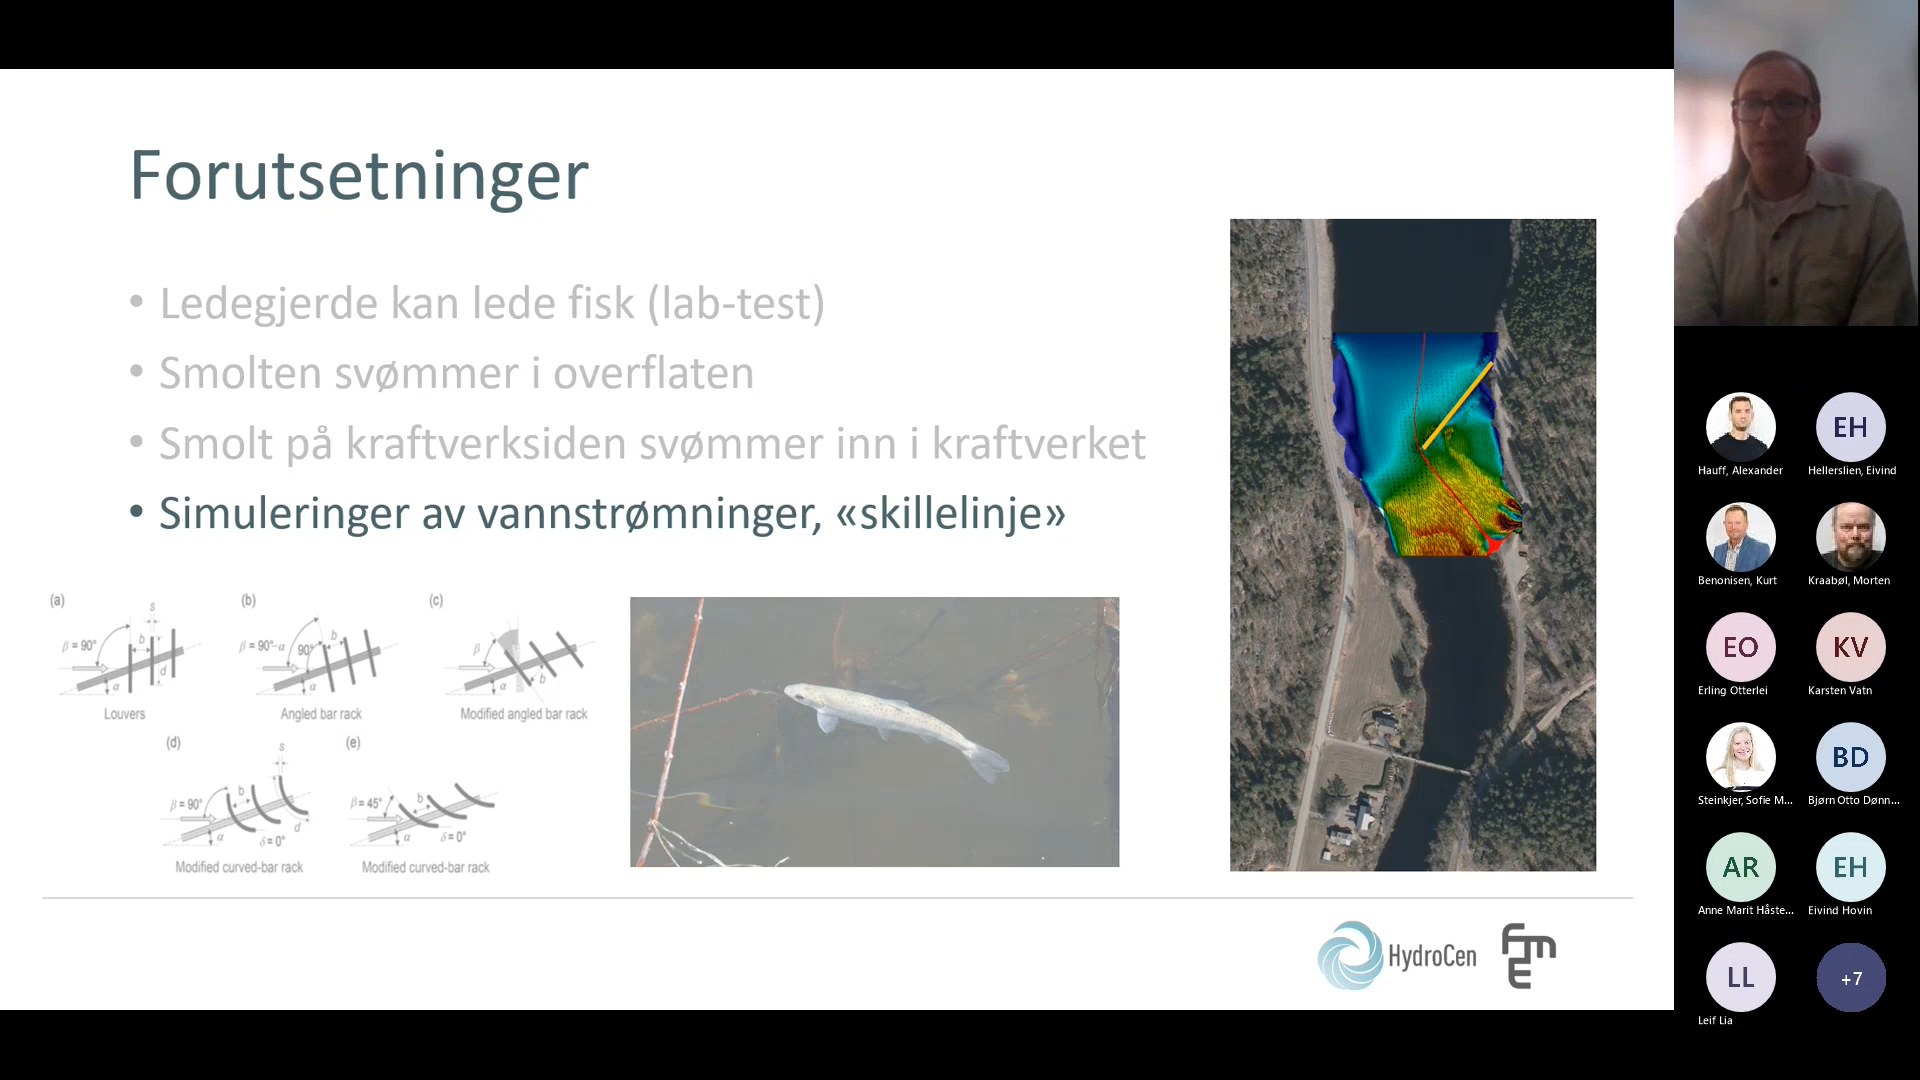 Forutsetninger
• Ledegjerde kan lede fisk (lab-test)
• Smolten svømmer i overflaten
• Smolt på kraftverksiden svømmer inn i kraftverket
• Simuleringer av vannstrømninger, «skillelinje»
(a)
s
β = 90°
b
d
α
Louvers
(b)
β = 90°-α
90°
b
α
Angled bar rack
(c)
β
b
α
Modified angled bar rack
(d)
s
β = 90°
b
d
α
δ = 0°
Modified curved-bar rack
(e)
β = 45°
b
α
δ = 0°
Modified curved-bar rack
HydroCen
FME
Hauff, Alexander
EH
Hellerslien, Eivind
Benonisen, Kurt
Kraabøl, Morten
EO
Erling Otterlei
KV
Karsten Vatn
Steinkjer, Sofie M...
BD
Bjørn Otto Dønn...
AR
Anne Marit Håste...
EH
Eivind Hovin
LL
Leif Lia
+7